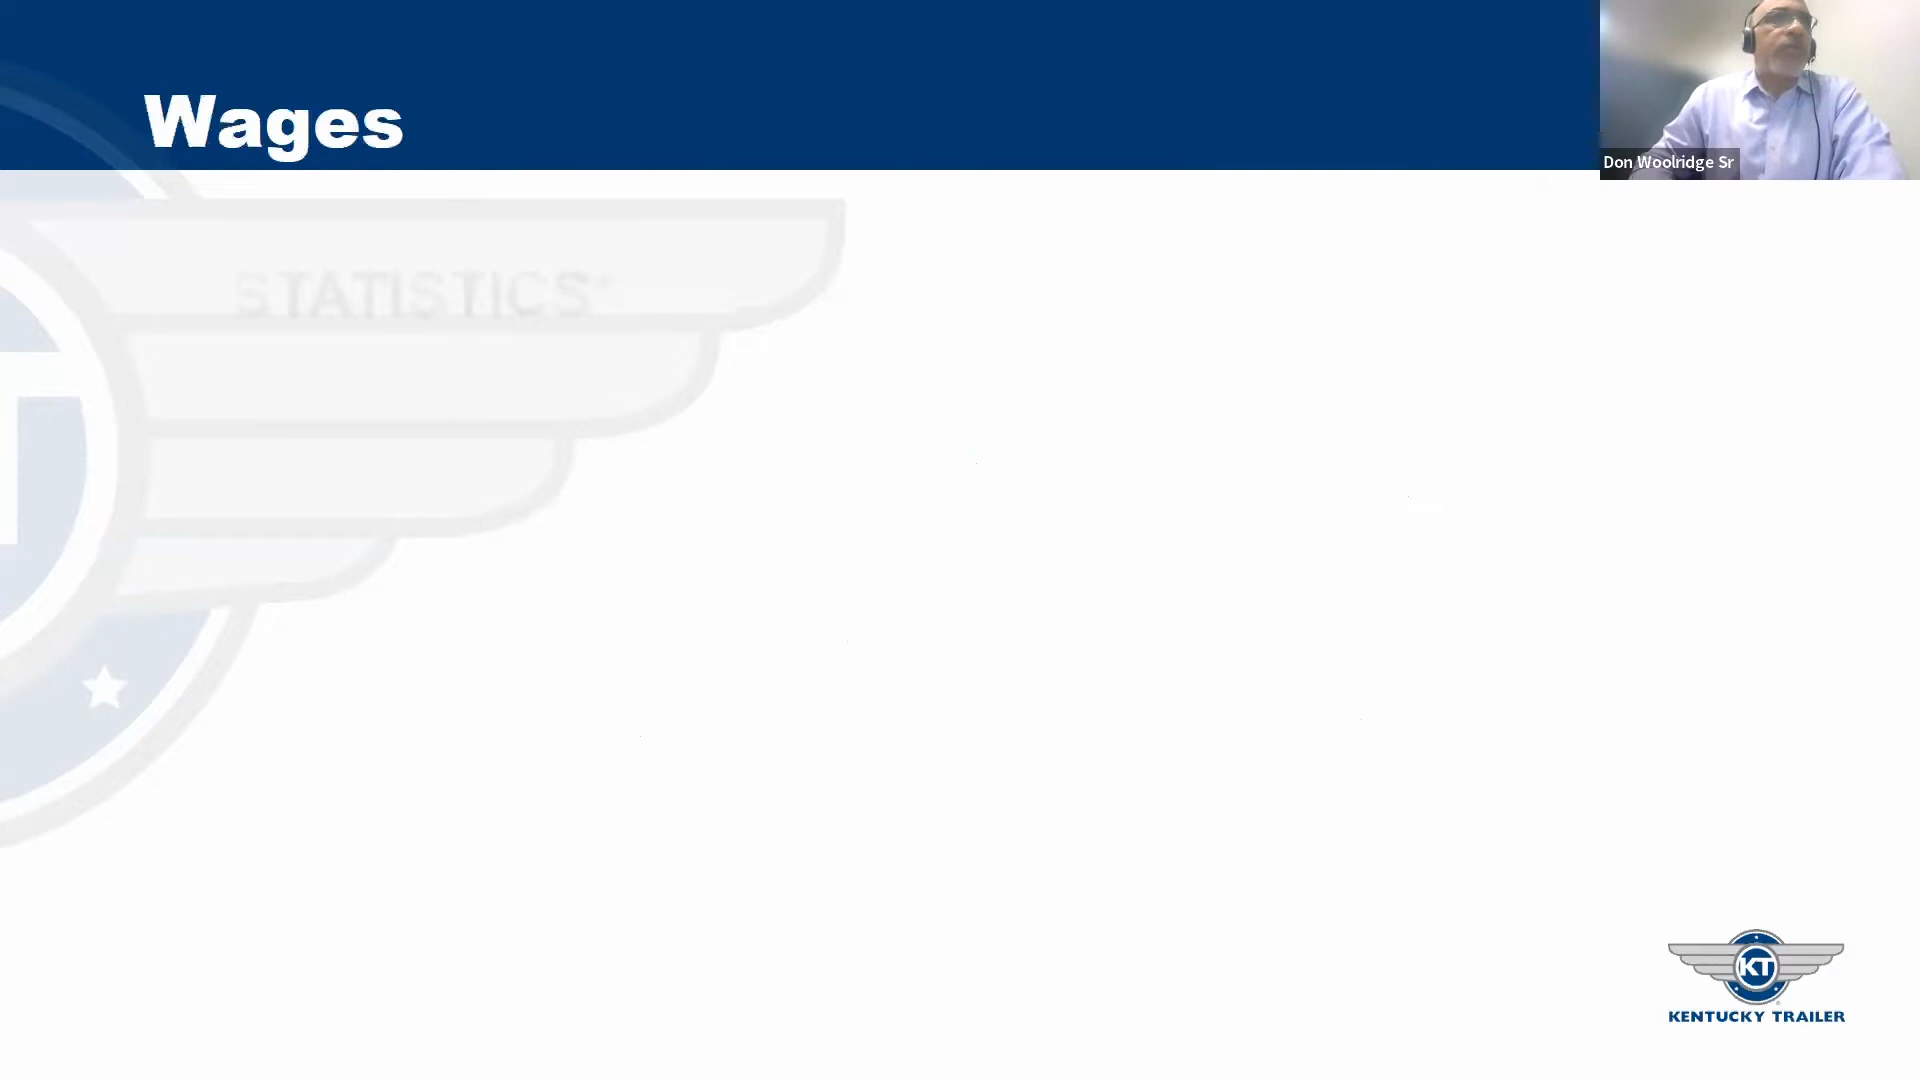 Wages
Don Woolridge Sr
STATISTICS
KT
KENTUCKY TRAILER